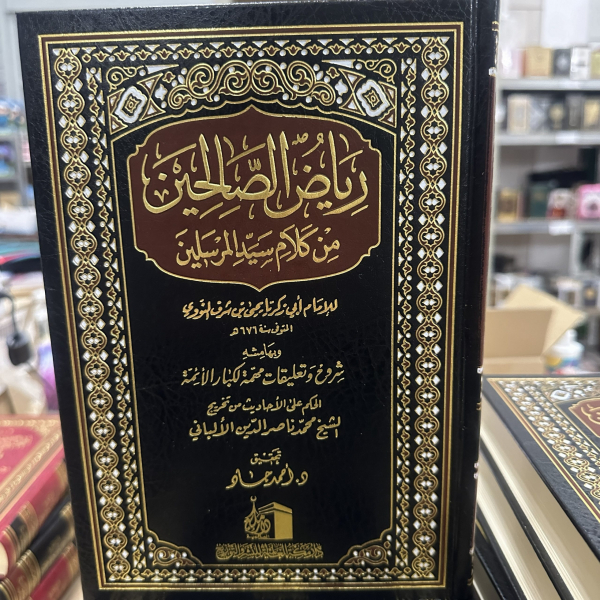 رياض الصالحين
من كلام سيد المرسلين
للإمام أبي زكريا يحيى بن شرف النووي
المتوفى سنة ٦٧٦ هـ
وبهامشه
شروح وتعليقات مهمة لكبار الأئمة
الحكم على الأحاديث من تخريج
الشيخ محمد ناصر الدين الألباني
تحقيق
د. أحمد حماد